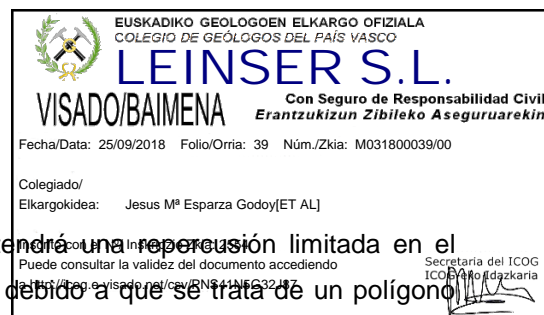 EUSKADIKO GEOLOGOEN ELKARGO OFIZIALA
COLEGIO DE GEÓLOGOS DEL PAÍS VASCO
LEINSER S.L.
VISADO/BAIMENA
Con Seguro de Responsabilidad Civil
Erantzukizun Zibileko Aseguruarekin
Fecha/Data: 25/09/2018 Folio/Orria: 39 Núm./Zkia: M031800039/00
Colegiado/
Elkargokidea: Jesus Mª Esparza Godoy[ET AL]
tendrá una repercusión limitada en el
Puede consultar la validez del documento accediendo
Secretaria del ICOG
ICOG-eko Idazkaria
debido a que se trata de un polígono